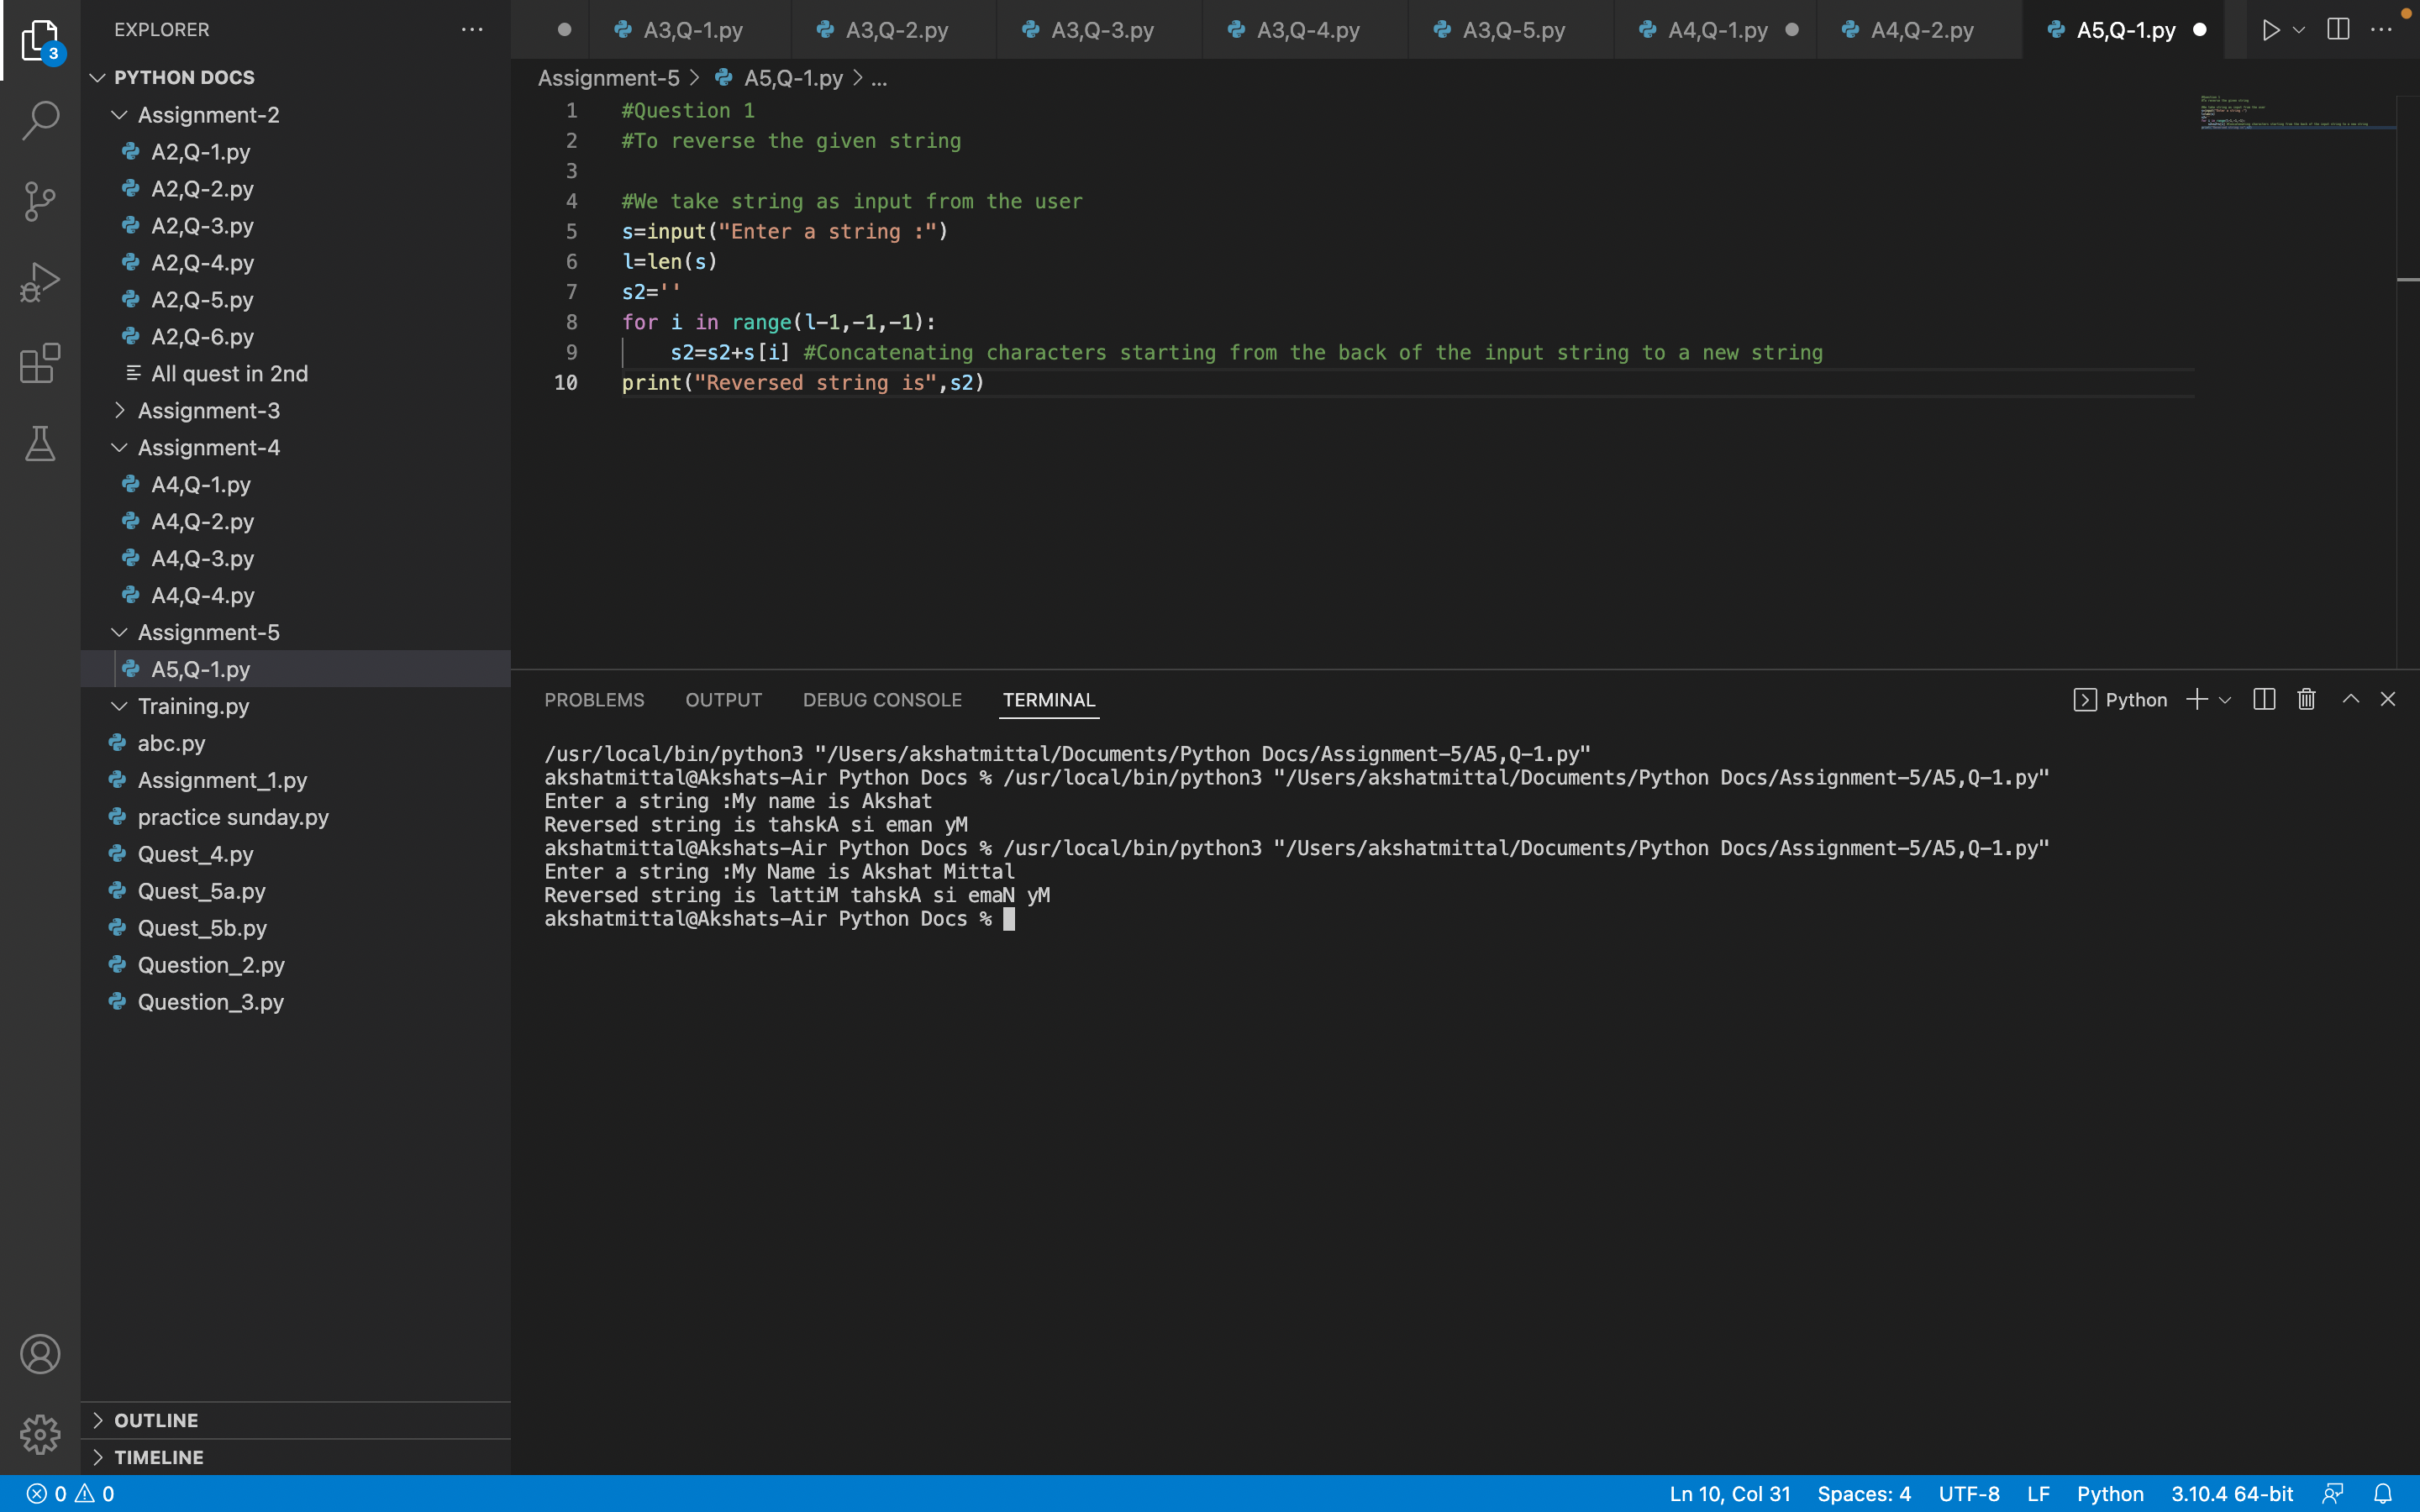 3
EXPLORER
PYTHON DOCS
Assignment-2
A2,Q-1.py
A2,Q-2.py
A2,Q-3.py
A2,Q-4.py
A2,Q-5.py
A2,Q-6.py
All quest in 2nd
Assignment-3
Assignment-4
A4,Q-1.py
A4,Q-2.py
A4,Q-3.py
A4,Q-4.py
Assignment-5
A5,Q-1.py
Training.py
abc.py
Assignment_1.py
practice sunday.py
Quest_4.py
Quest_5a.py
Quest_5b.py
Question_2.py
Question_3.py
OUTLINE
TIMELINE
A3,Q-1.py A3,Q-2.py A3,Q-3.py A3,Q-4.py A3,Q-5.py A4,Q-1.py A4,Q-2.py A5,Q-1.py
Assignment-5 > A5,Q-1.py > ...
1 #Question 1
2 #To reverse the given string
3
4 #We take string as input from the user
5 s=input("Enter a string :")
6 l=len(s)
7 s2=''
8 for i in range(l-1,-1,-1):
9     s2=s2+s[i] #Concatenating characters starting from the back of the input string to a new string
10 print("Reversed string is",s2)
PROBLEMS OUTPUT DEBUG CONSOLE TERMINAL Python
/usr/local/bin/python3 "/Users/akshatmittal/Documents/Python Docs/Assignment-5/A5,Q-1.py"
akshatmittal@Akshats-Air Python Docs % /usr/local/bin/python3 "/Users/akshatmittal/Documents/Python Docs/Assignment-5/A5,Q-1.py"
Enter a string :My name is Akshat
Reversed string is tahskA si eman yM
akshatmittal@Akshats-Air Python Docs % /usr/local/bin/python3 "/Users/akshatmittal/Documents/Python Docs/Assignment-5/A5,Q-1.py"
Enter a string :My Name is Akshat Mittal
Reversed string is lattiM tahskA si emaN yM
akshatmittal@Akshats-Air Python Docs %
0 0 Ln 10, Col 31 Spaces: 4 UTF-8 LF Python 3.10.4 64-bit